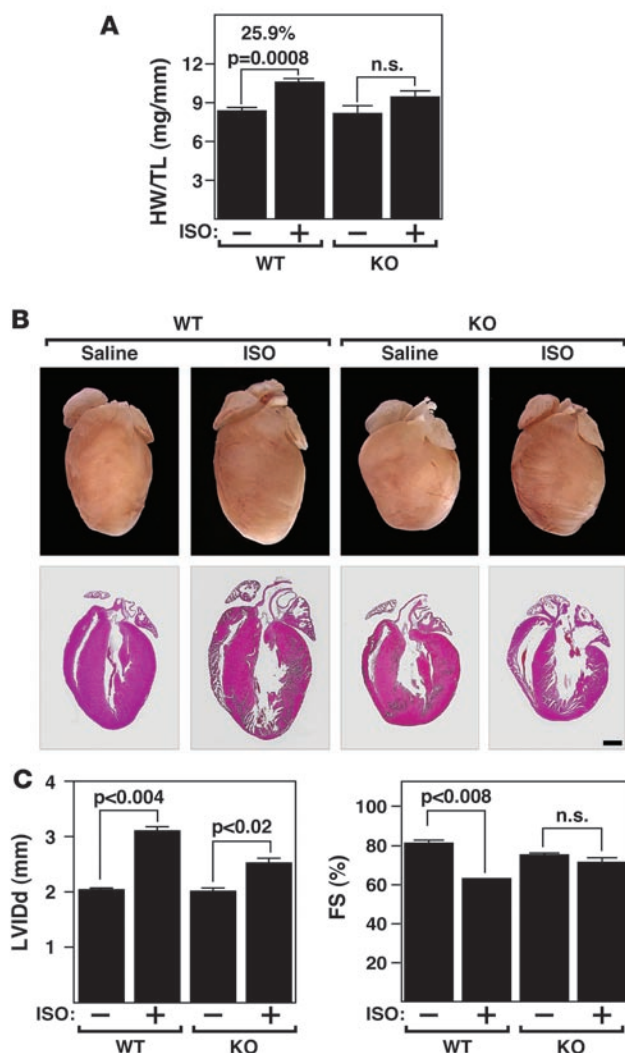 A
25.9%
p=0.0008
n.s.
12
9
6
3
HW/TL (mg/mm)
ISO: − + − +
WT KO
B
WT KO
Saline ISO Saline ISO
C
4
3
2
1
LVIDd (mm)
p<0.004
p<0.02
ISO: − + − +
WT KO
80
60
40
20
FS (%)
p<0.008
n.s.
ISO: − + − +
WT KO